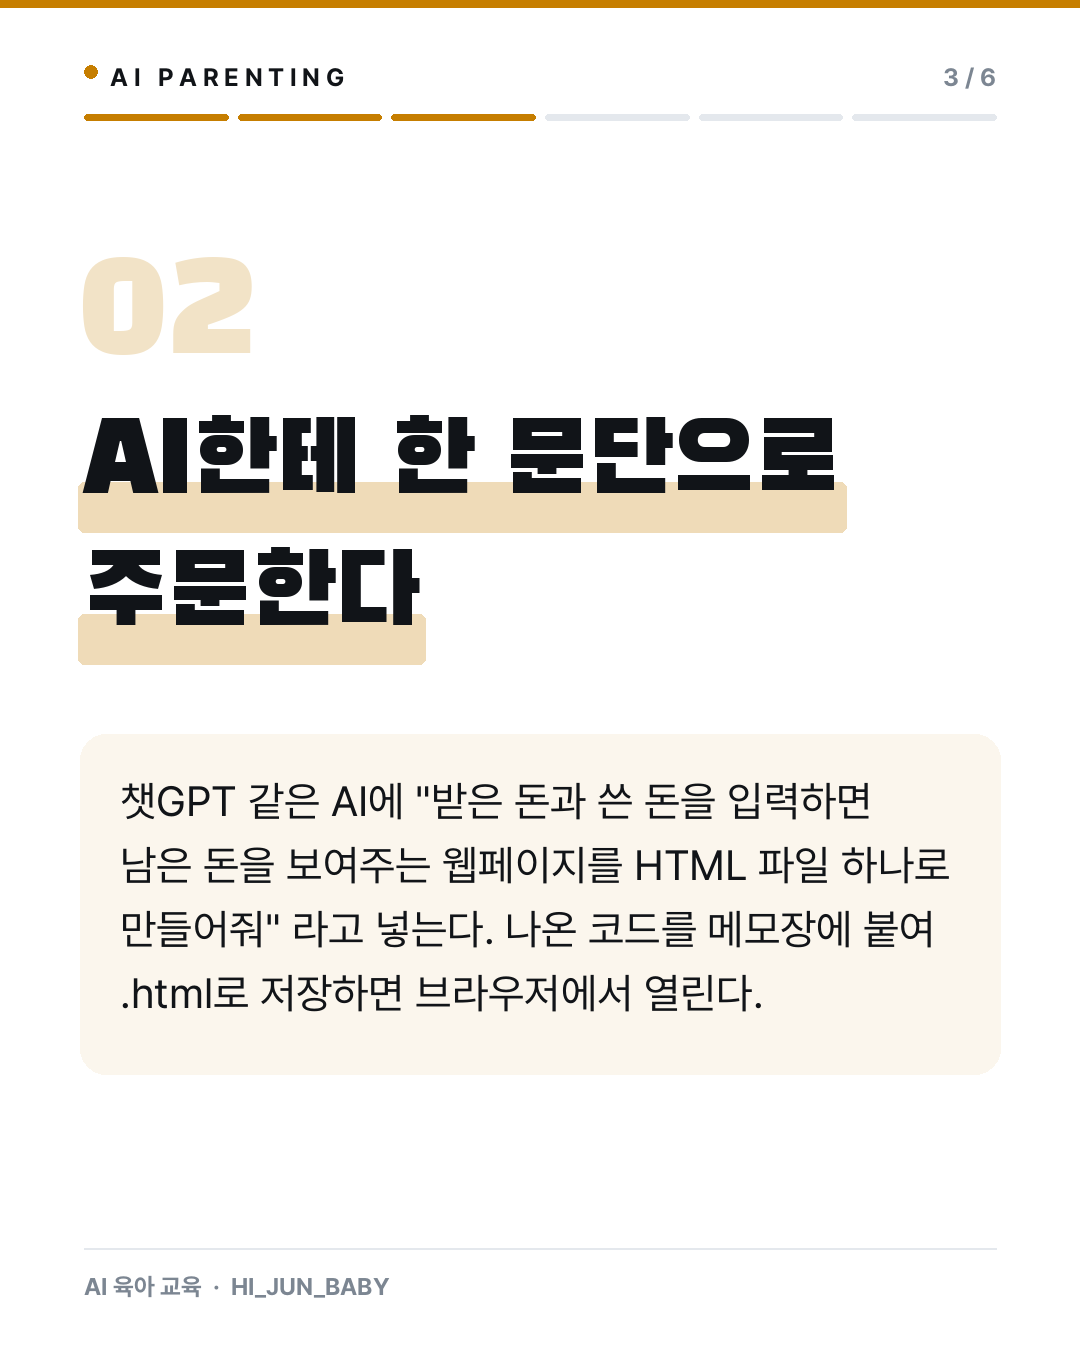 AI PARENTING
3 / 6
02
AI한테 한 문단으로
주문한다
챗GPT 같은 AI에 "받은 돈과 쓴 돈을 입력하면
남은 돈을 보여주는 웹페이지를 HTML 파일 하나로
만들어줘" 라고 넣는다. 나온 코드를 메모장에 붙여
.html로 저장하면 브라우저에서 열린다.
AI 육아 교육 · HI_JUN_BABY